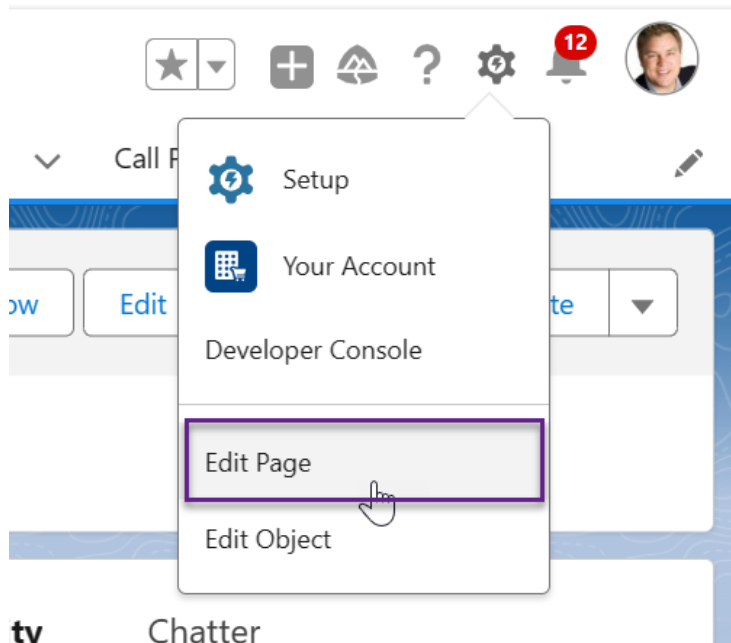 12
Call
Setup
Your Account
Edit
Developer Console
Edit Page
Edit Object
Chatter